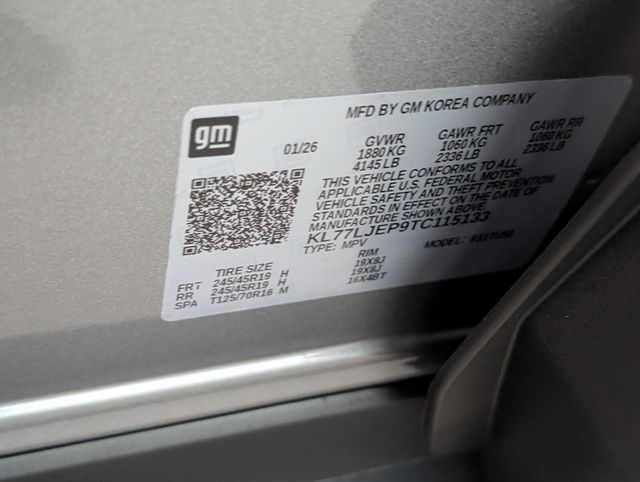 MFD BY GM KOREA COMPANY
gm
01/26
GVWR GAWR FRT GAWR RR
1880 KG 1060 KG 1060 KG
4145 LB 2336 LB 2336 LB
THIS VEHICLE CONFORMS TO ALL
APPLICABLE U.S. FEDERAL MOTOR
VEHICLE SAFETY AND THEFT PREVENTION
STANDARDS IN EFFECT ON THE DATE OF
MANUFACTURE SHOWN ABOVE.
KL77LJEP9TC115133
TYPE: MPV MODEL:
TIRE SIZE RIM
FRT 245/45R19 H 19X8J
RR 245/45R19 H 19X8J
SPA T125/70R16 M 16X4BT